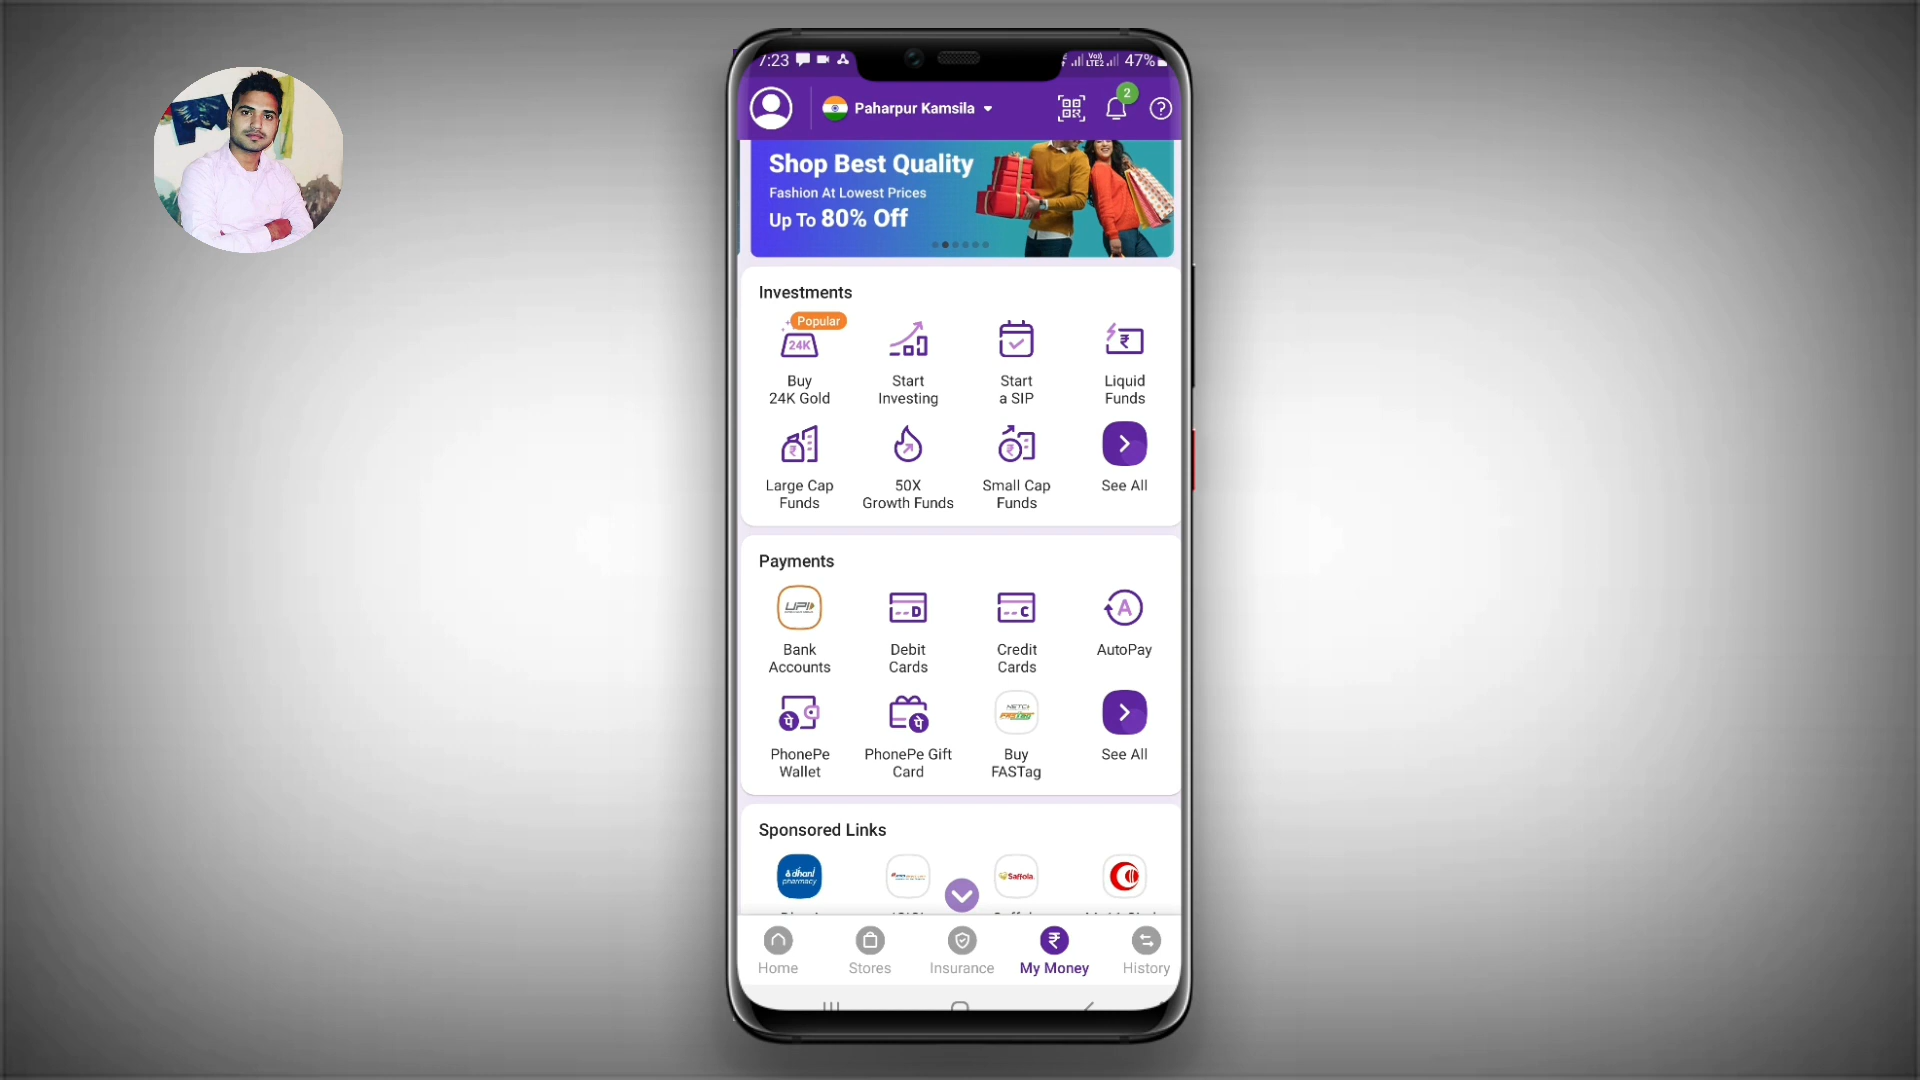 7:23
Vo)) LTE2
47%
Paharpur Kamsila
2
Shop Best Quality
Fashion At Lowest Prices
Up To 80% Off
Investments
Popular
24K
Buy 24K Gold
Start Investing
Start a SIP
Liquid Funds
Large Cap Funds
50X Growth Funds
Small Cap Funds
See All
Payments
UPI
D
C
A
Bank Accounts
Debit Cards
Credit Cards
AutoPay
पे
पे
PhonePe Wallet
PhonePe Gift Card
Buy FASTag
See All
Sponsored Links
dhani pharmacy
Saffola
Home
Stores
Insurance
My Money
History